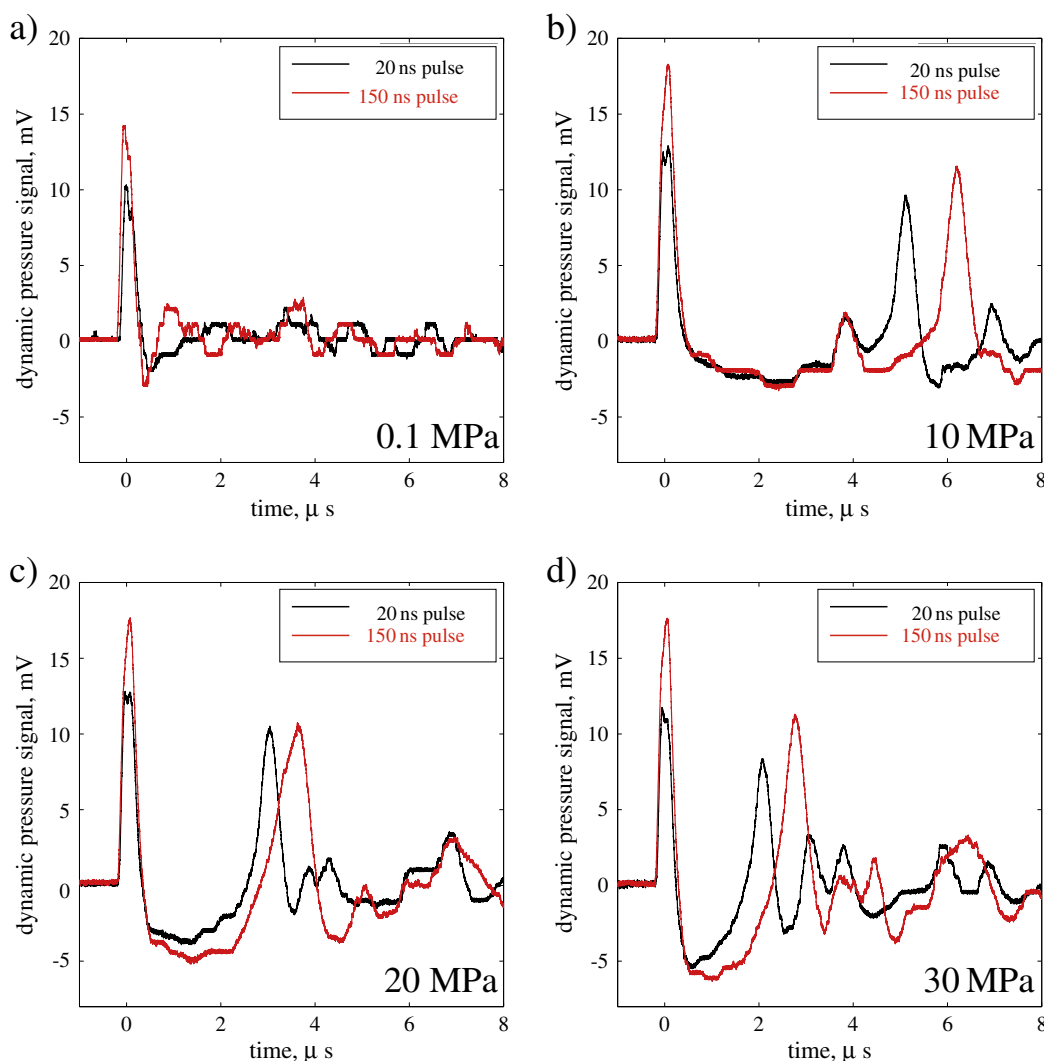 a)
20
15
10
5
0
-5
dynamic pressure signal, mV
20 ns pulse
150 ns pulse
0.1 MPa
0 2 4 6 8
time, μ s
b)
20
15
10
5
0
-5
dynamic pressure signal, mV
20 ns pulse
150 ns pulse
10 MPa
0 2 4 6 8
time, μ s
c)
20
15
10
5
0
-5
dynamic pressure signal, mV
20 ns pulse
150 ns pulse
20 MPa
0 2 4 6 8
time, μ s
d)
20
15
10
5
0
-5
dynamic pressure signal, mV
20 ns pulse
150 ns pulse
30 MPa
0 2 4 6 8
time, μ s